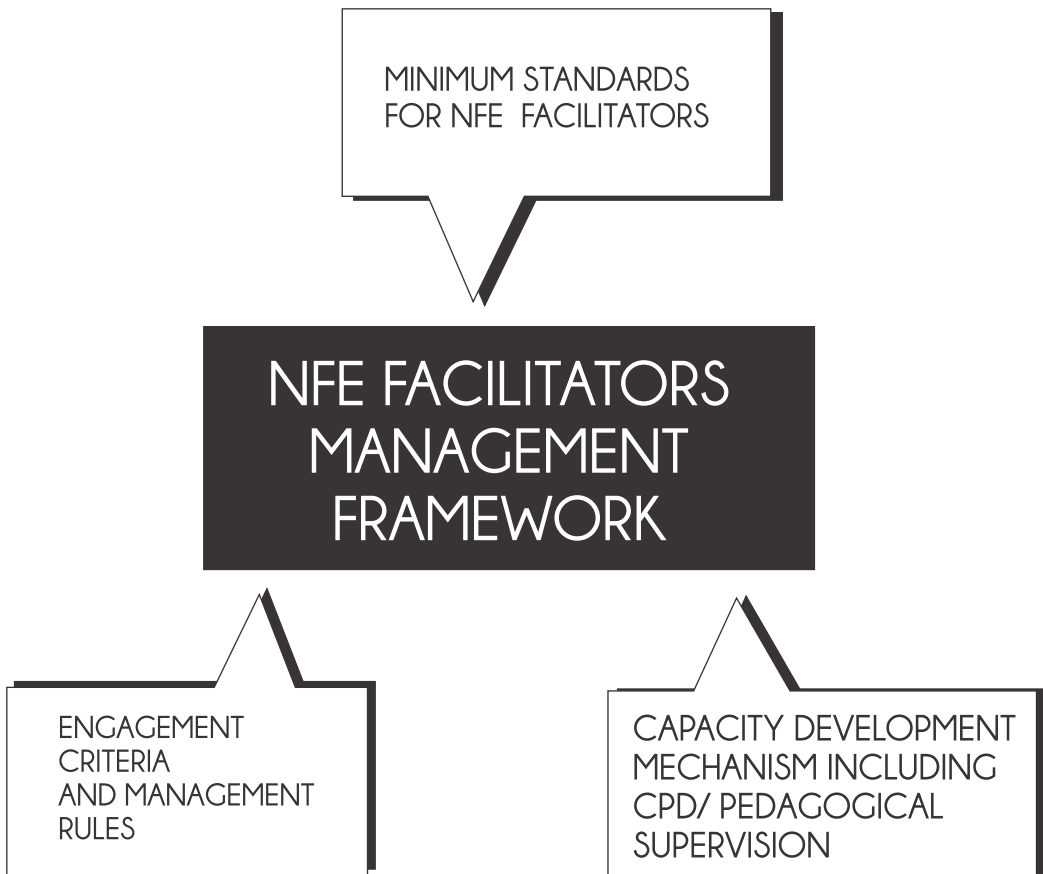 MINIMUM STANDARDS
FOR NFE FACILITATORS
NFE FACILITATORS
MANAGEMENT
FRAMEWORK
ENGAGEMENT
CRITERIA
AND MANAGEMENT
RULES
CAPACITY DEVELOPMENT
MECHANISM INCLUDING
CPD/ PEDAGOGICAL
SUPERVISION